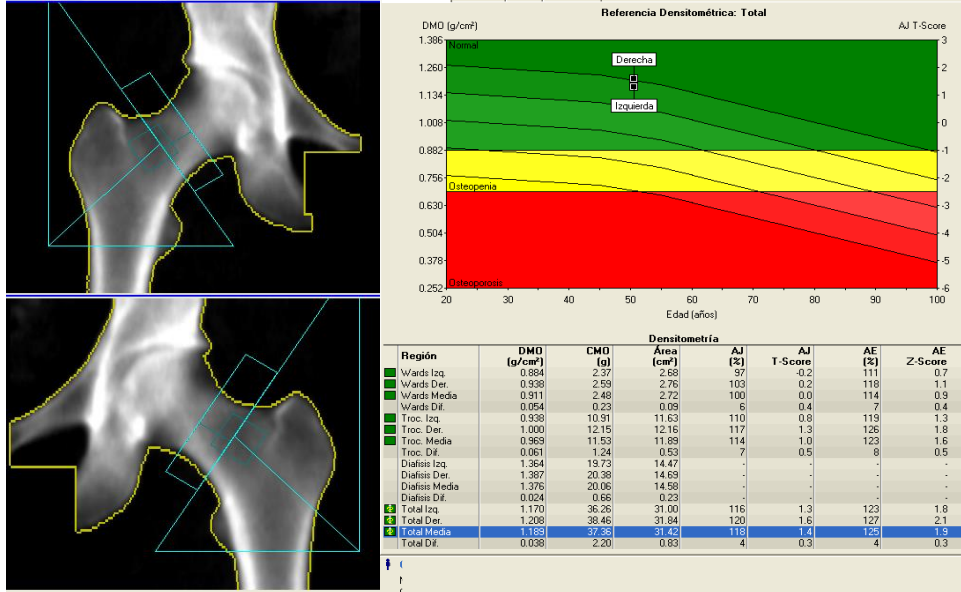 Referencia Densitométrica: Total
DMO (g/cm²) AJ T-Score
1.386 3
Normal
1.260 2
Derecha
1.134 1
Izquierda
1.008 0
0.882 -1
0.756 -2
Osteopenia
0.630 -3
0.504 -4
0.378 -5
Osteoporosis
0.252 -6
20 30 40 50 60 70 80 90 100
Edad (años)
Densitometría
Región DMO (g/cm²) CMO (g) Área (cm²) AJ (%) AJ T-Score AE (%) AE Z-Score
Wards Izq. 0.884 2.37 2.68 97 -0.2 111 0.7
Wards Der. 0.938 2.59 2.76 103 0.2 118 1.1
Wards Media 0.911 2.48 2.72 100 0.0 114 0.9
Wards Dif. 0.054 0.23 0.09 6 0.4 7 0.4
Troc. Izq. 0.938 10.91 11.63 110 0.8 119 1.3
Troc. Der. 1.000 12.15 12.16 117 1.3 126 1.8
Troc. Media 0.969 11.53 11.89 114 1.0 123 1.6
Troc. Dif. 0.061 1.24 0.53 7 0.5 8 0.5
Diafisis Izq. 1.364 19.73 14.47 - - - -
Diafisis Der. 1.387 20.38 14.69 - - - -
Diafisis Media 1.376 20.06 14.58 - - - -
Diafisis Dif. 0.024 0.66 0.23 - - - -
Total Izq. 1.170 36.26 31.00 116 1.3 123 1.8
Total Der. 1.208 38.46 31.84 120 1.6 127 2.1
Total Media 1.189 37.36 31.42 118 1.4 125 1.9
Total Dif. 0.038 2.20 0.83 4 0.3 4 0.3